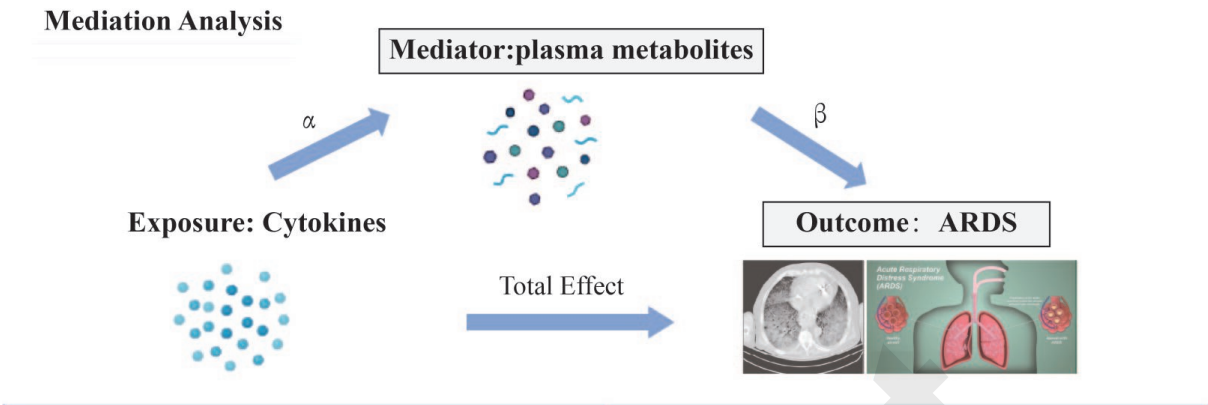 Mediation Analysis
Mediator:plasma metabolites
α
β
Exposure: Cytokines
Outcome: ARDS
Total Effect
Acute Respiratory
Distress Syndrome
(ARDS)